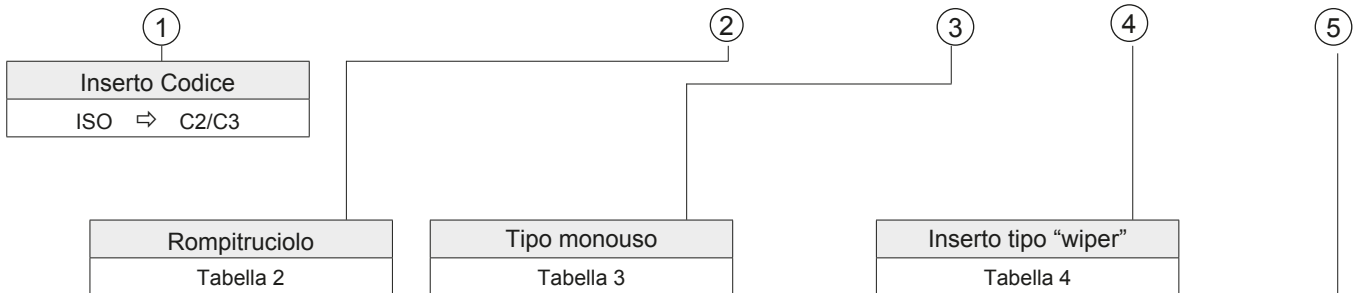 1
2
3
4
5
Inserto Codice
ISO ⇨ C2/C3
Rompitruciolo
Tabella 2
Tipo monouso
Tabella 3
Inserto tipo “wiper”
Tabella 4